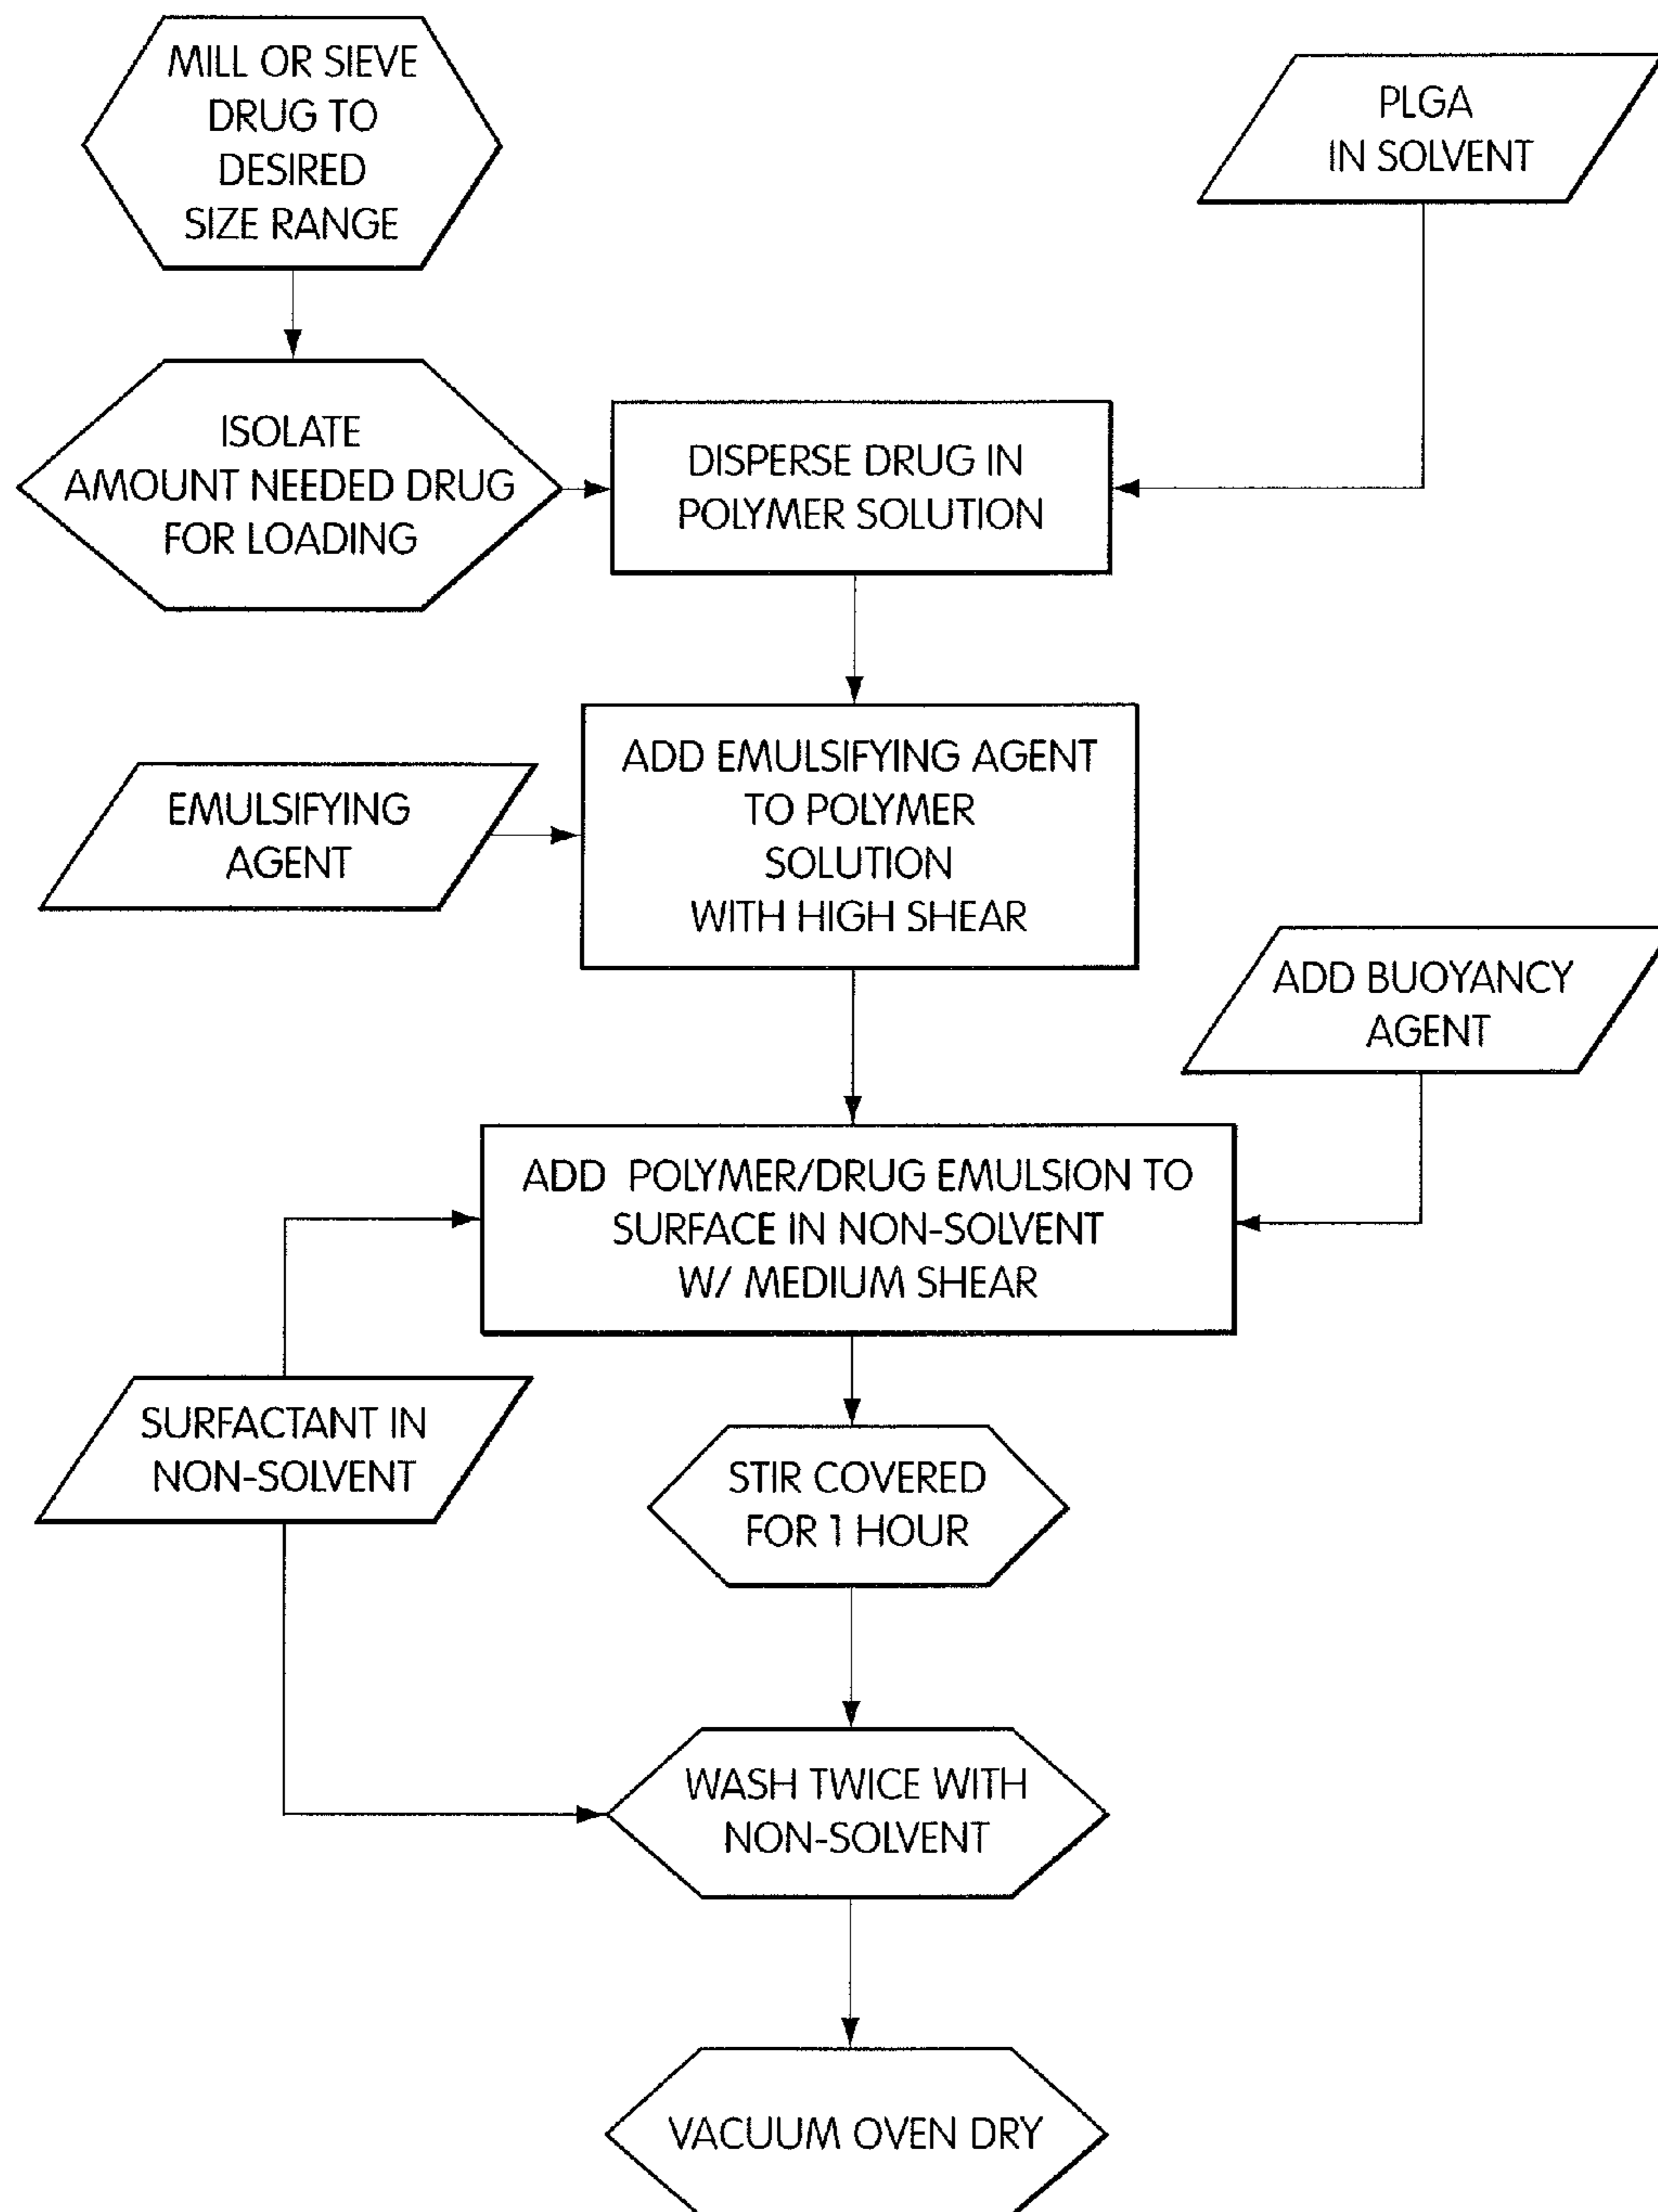 MILL OR SIEVE
DRUG TO
DESIRED
SIZE RANGE
PLGA
IN SOLVENT
ISOLATE
AMOUNT NEEDED DRUG
FOR LOADING
DISPERSE DRUG IN
POLYMER SOLUTION
EMULSIFYING
AGENT
ADD EMULSIFYING AGENT
TO POLYMER
SOLUTION
WITH HIGH SHEAR
ADD BUOYANCY
AGENT
ADD POLYMER/DRUG EMULSION TO
SURFACE IN NON-SOLVENT
W/ MEDIUM SHEAR
SURFACTANT IN
NON-SOLVENT
STIR COVERED
FOR 1 HOUR
WASH TWICE WITH
NON-SOLVENT
VACUUM OVEN DRY